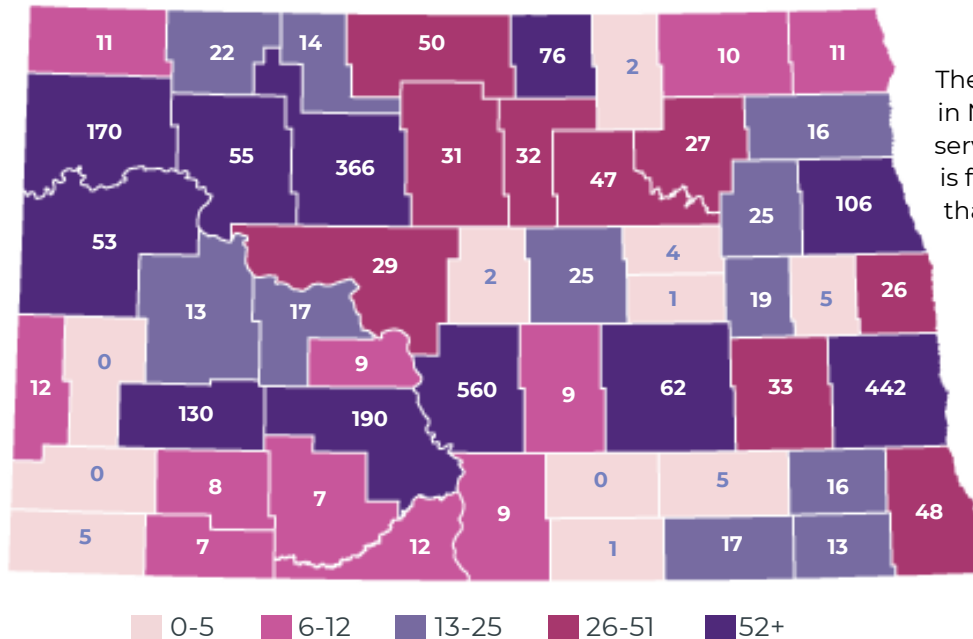 11 22 14 50 76 2 10 11
The
170 55 366 31 32 47 27 16
in
serv
is f
tha
25 106
53 13 17 29 2 25 4 1 19 5 26
12 0 130 190 9 560 9 62 33 442
0 8 7 9 0 5 16 48
5 7 12 1 17 13
0-5 6-12 13-25 26-51 52+